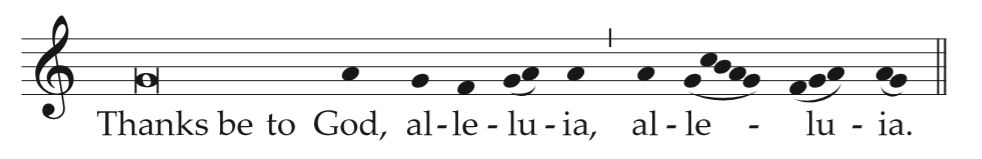 Thanks be to God, al-le-lu-ia, al-le-lu-ia.